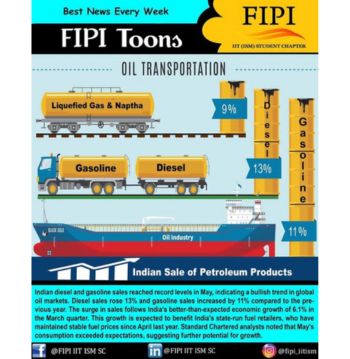 Best News Every Week
FIPI Toons
FIPI
IIT (ISM) STUDENT CHAPTER
OIL TRANSPORTATION
Liquefied Gas & Naptha
9%
Diesel
13%
Gasoline
11%
Gasoline
Diesel
Oil Industry
Indian Sale of Petroleum Products
Indian diesel and gasoline sales reached record levels in May, indicating a bullish trend in global
oil markets. Diesel sales rose 13% and gasoline sales increased by 11% compared to the pre-
vious year. The surge in sales follows India's better-than-expected economic growth of 6.1% in
the March quarter. This growth is expected to benefit India's state-run fuel retailers, who have
maintained stable fuel prices since April last year. Standard Chartered analysts noted that May's
consumption exceeded expectations, suggesting further potential for growth.
@FIPI IIT ISM SC
@FIPI IIT ISM SC
@fipi_iitism